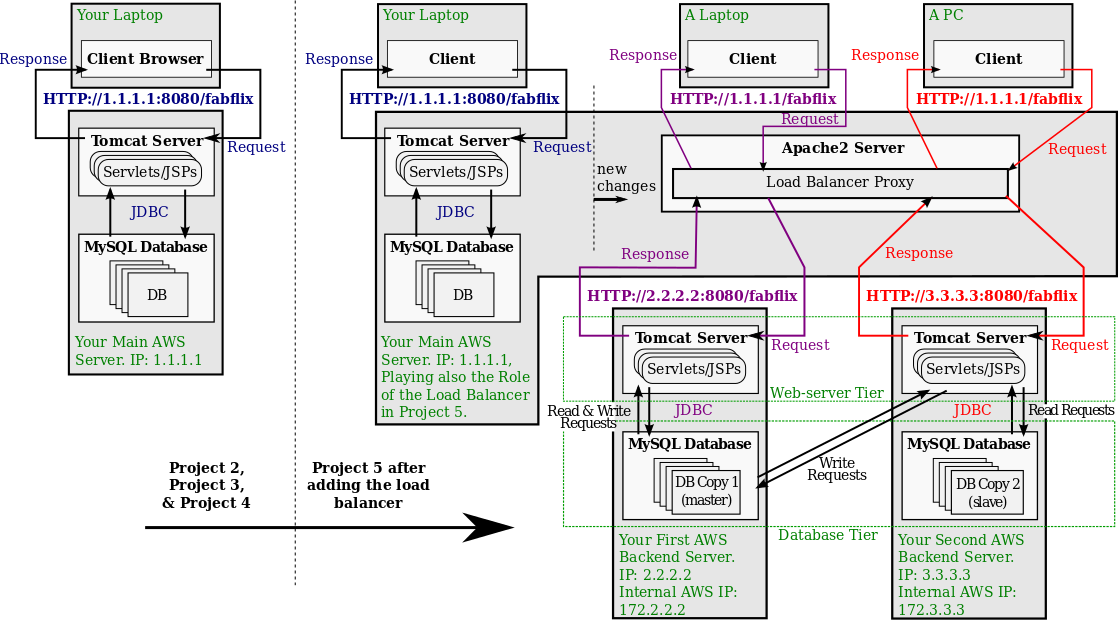 Your Laptop
Client Browser
Response
HTTP://1.1.1.1:8080/fabflix
Tomcat Server
Request
Servlets/JSPs
JDBC
MySQL Database
DB
Your Main AWS
Server. IP: 1.1.1.1
Your Laptop
Client
Response
HTTP://1.1.1.1:8080/fabflix
Tomcat Server
Request
Servlets/JSPs
JDBC
MySQL Database
DB
Your Main AWS
Server. IP: 1.1.1.1,
Playing also the Role
of the Load Balancer
in Project 5.
new
changes
A Laptop
Client
Response
HTTP://1.1.1.1/fabflix
Request
A PC
Client
Response
HTTP://1.1.1.1/fabflix
Request
Apache2 Server
Load Balancer Proxy
Response
HTTP://2.2.2.2:8080/fabflix
Tomcat Server
Request
Servlets/JSPs
Read & Write
Requests
JDBC
MySQL Database
DB Copy 1
(master)
Your First AWS
Backend Server.
IP: 2.2.2.2
Internal AWS IP:
172.2.2.2
Web-server Tier
Write
Requests
Database Tier
Response
HTTP://3.3.3.3:8080/fabflix
Tomcat Server
Request
Servlets/JSPs
JDBC
Read Requests
MySQL Database
DB Copy 2
(slave)
Your Second AWS
Backend Server.
IP: 3.3.3.3
Internal AWS IP:
172.3.3.3
Project 2,
Project 3,
& Project 4
Project 5 after
adding the load
balancer